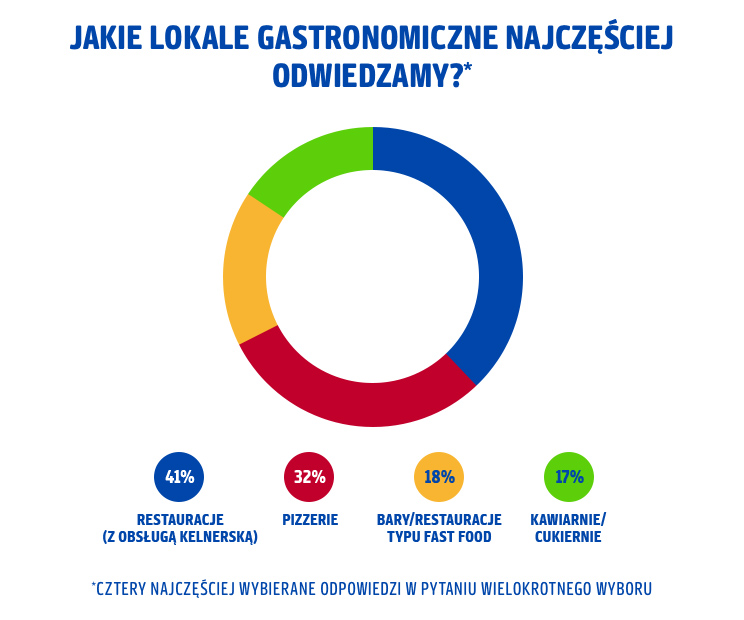 JAKIE LOKALE GASTRONOMICZNE NAJCZĘŚCIEJ
ODWIEDZAMY?*
41%
32%
18%
17%
RESTAURACJE
(Z OBSŁUGĄ KELNERSKĄ)
PIZZERIE
BARY/RESTAURACJE
TYPU FAST FOOD
KAWIARNIE/
CUKIERNIE
*CZTERY NAJCZĘŚCIEJ WYBIERANE ODPOWIEDZI W PYTANIU WIELOKROTNEGO WYBORU